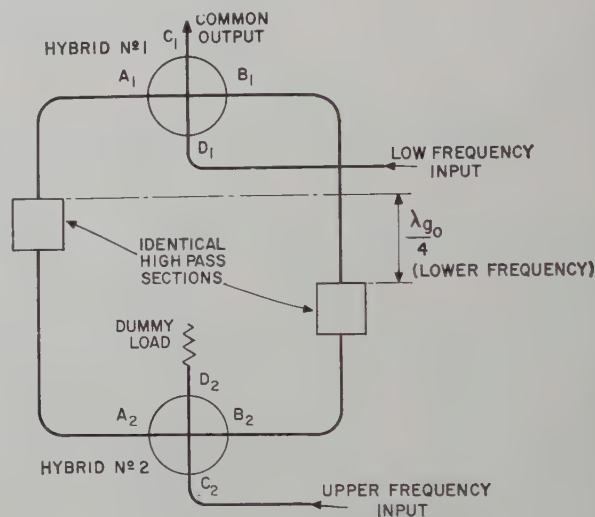 COMMON
OUTPUT
C1
HYBRID Nº1
A1
B1
D1
LOW FREQUENCY
INPUT
λg0
4
(LOWER FREQUENCY)
IDENTICAL
HIGH PASS
SECTIONS
DUMMY
LOAD
D2
A2
B2
HYBRID Nº2
C2
UPPER FREQUENCY
INPUT